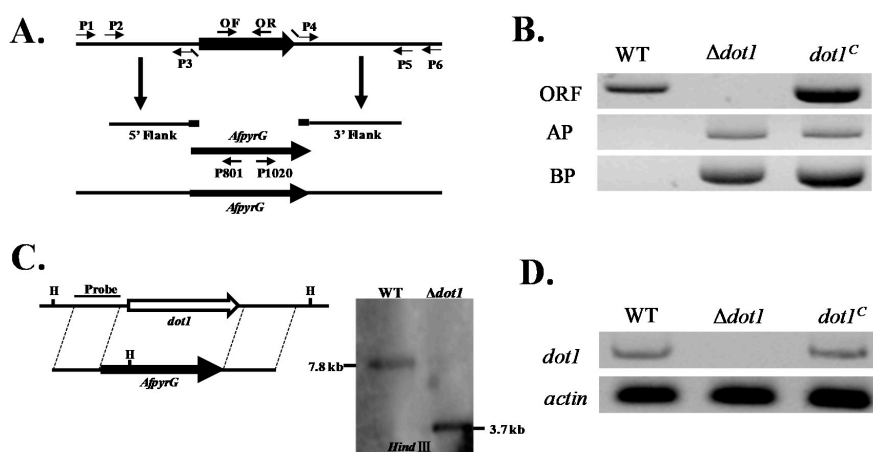 A.
P1 P2 OF OR P4
P3 P5 P6
5' Flank AfpyrG 3' Flank
P801 P1020
AfpyrG
B.
WT Δdot1 dot1ᶜ
ORF
AP
BP
C.
H Probe H
dot1
H
AfpyrG
WT Δdot1
7.8 kb
3.7 kb
Hind III
D.
WT Δdot1 dot1ᶜ
dot1
actin